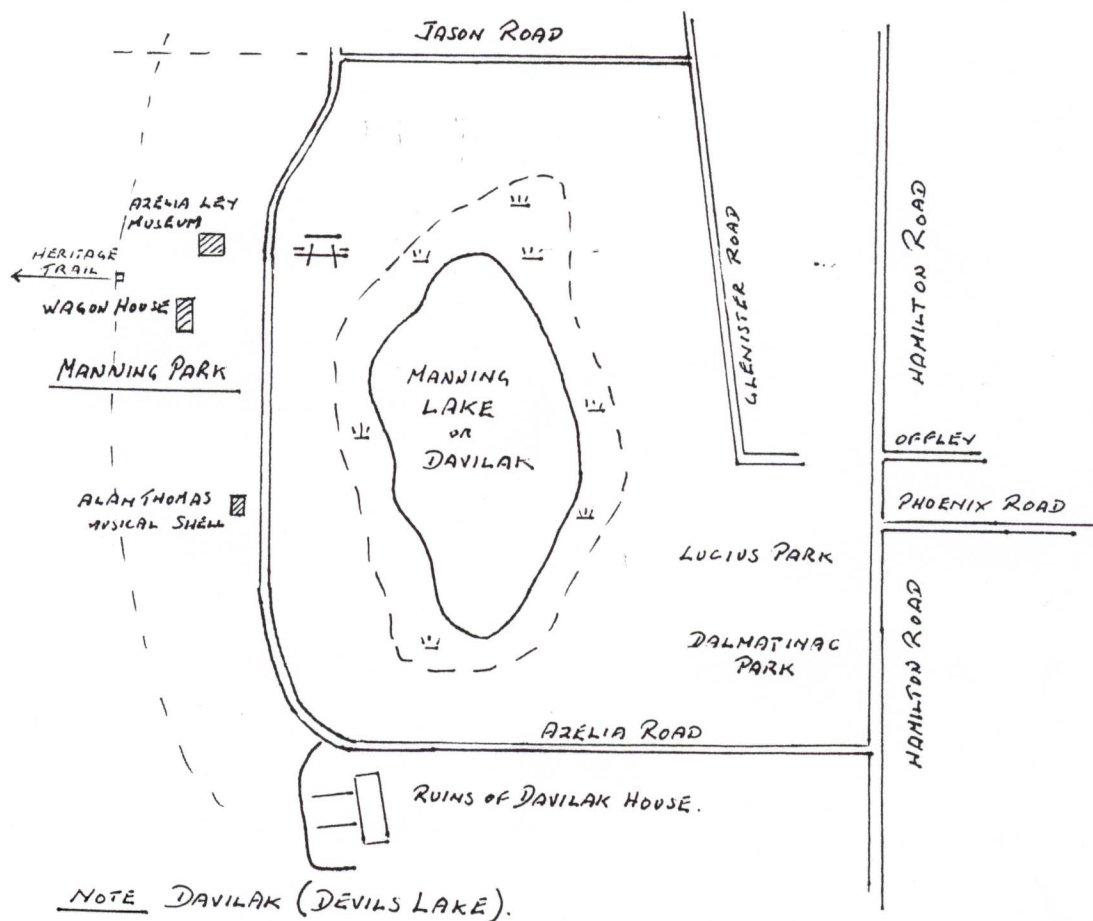 JASON ROAD
AZELIA LEY
MUSEUM
HERITAGE
TRAIL
WAGON HOUSE
MANNING PARK
MANNING
LAKE
OR
DAVILAK
GLENISTER ROAD
HAMILTON ROAD
OFFLEY
PHOENIX ROAD
ALAN THOMAS
MUSICAL SHELL
LUCIUS PARK
DALMATINAC
PARK
HAMILTON ROAD
AZELIA ROAD
RUINS OF DAVILAK HOUSE.
NOTE DAVILAK (DEVILS LAKE).